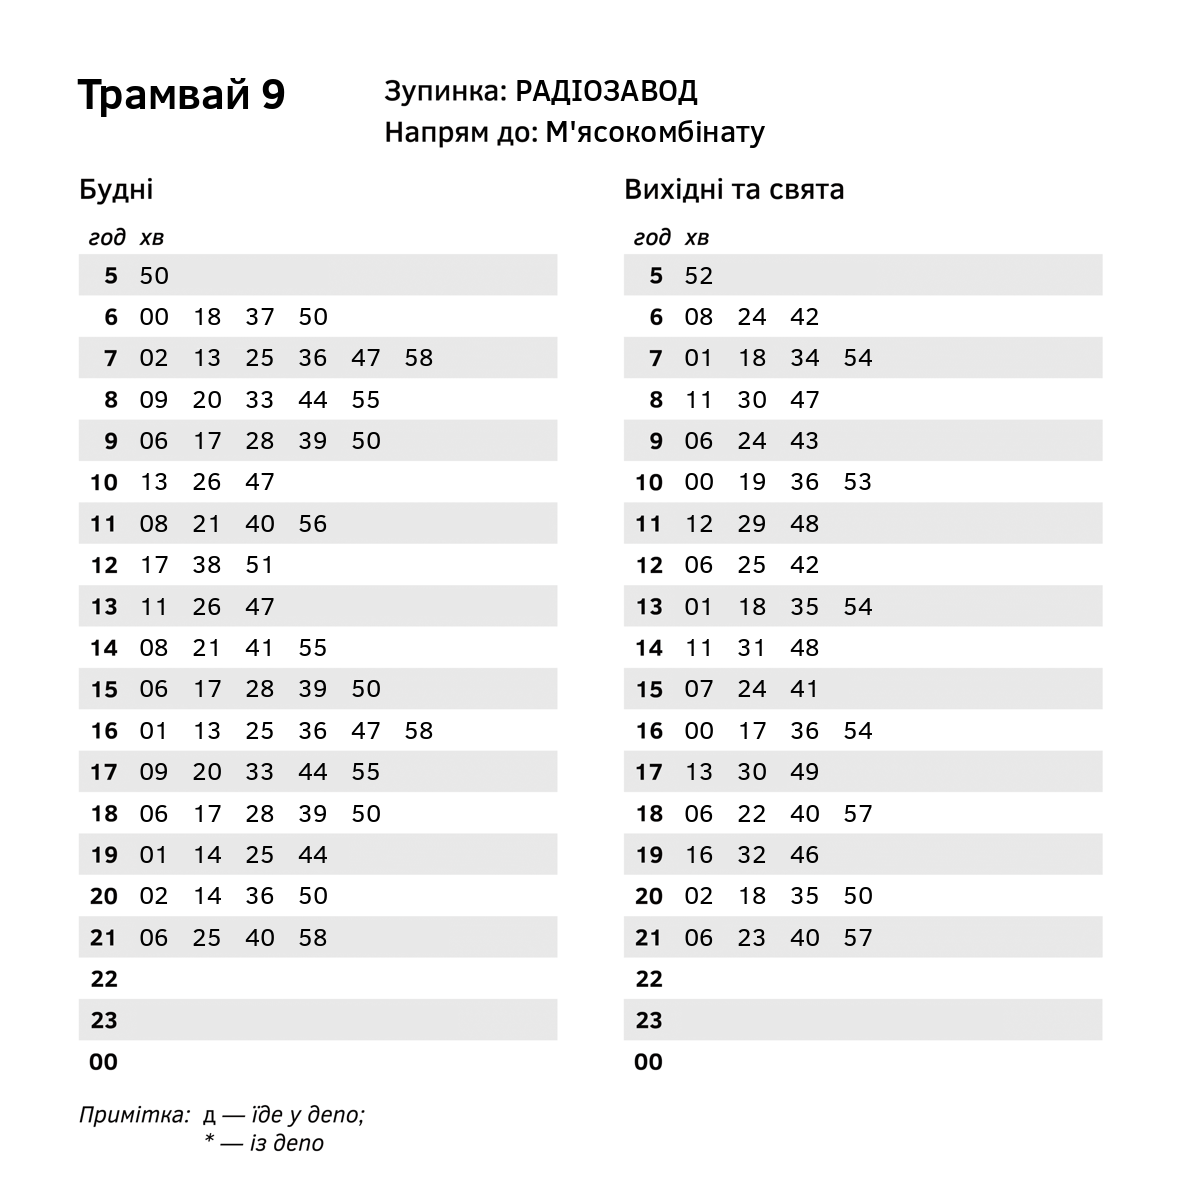 Трамвай 9
Зупинка: РАДІОЗАВОД
Напрям до: М'ясокомбінату
Будні
год хв
5 50
6 00 18 37 50
7 02 13 25 36 47 58
8 09 20 33 44 55
9 06 17 28 39 50
10 13 26 47
11 08 21 40 56
12 17 38 51
13 11 26 47
14 08 21 41 55
15 06 17 28 39 50
16 01 13 25 36 47 58
17 09 20 33 44 55
18 06 17 28 39 50
19 01 14 25 44
20 02 14 36 50
21 06 25 40 58
22
23
00
Вихідні та свята
год хв
5 52
6 08 24 42
7 01 18 34 54
8 11 30 47
9 06 24 43
10 00 19 36 53
11 12 29 48
12 06 25 42
13 01 18 35 54
14 11 31 48
15 07 24 41
16 00 17 36 54
17 13 30 49
18 06 22 40 57
19 16 32 46
20 02 18 35 50
21 06 23 40 57
22
23
00
Примітка: д — їде у депо;
* — із депо